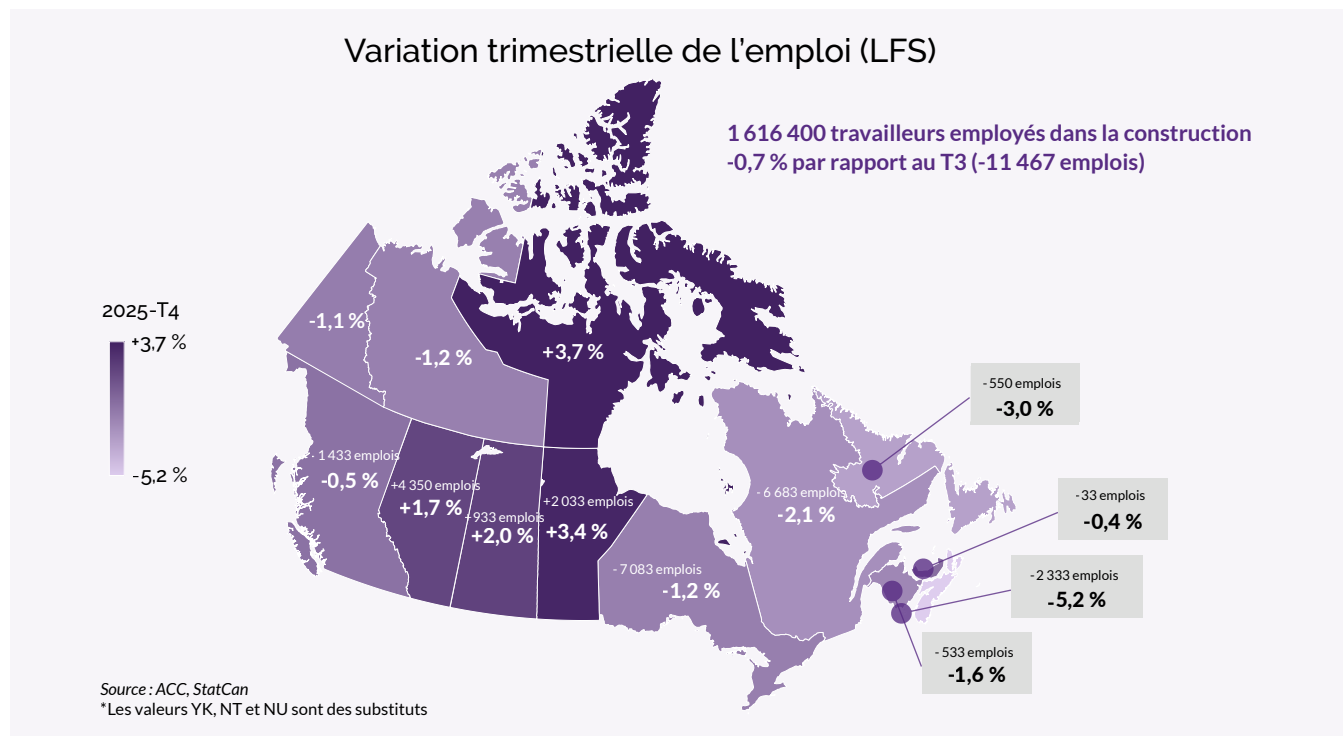 Variation trimestrielle de l’emploi (LFS)
1 616 400 travailleurs employés dans la construction
-0,7 % par rapport au T3 (-11 467 emplois)
2025-T4
+3,7 %
-5,2 %
-1,1 %
-1,2 %
+3,7 %
- 1 433 emplois
-0,5 %
+4 350 emplois
+1,7 %
+933 emplois
+2,0 %
+2 033 emplois
+3,4 %
- 7 083 emplois
-1,2 %
- 6 683 emplois
-2,1 %
- 550 emplois
-3,0 %
- 33 emplois
-0,4 %
- 2 333 emplois
-5,2 %
- 533 emplois
-1,6 %
Source : ACC, StatCan
*Les valeurs YK, NT et NU sont des substituts